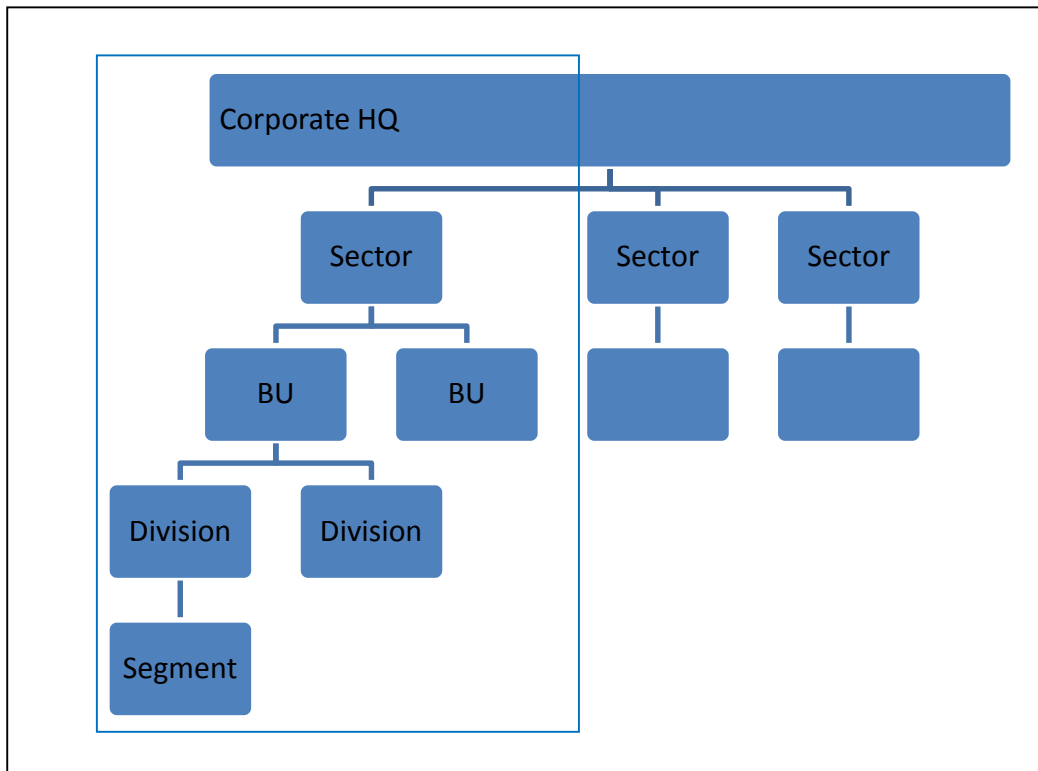 Corporate HQ
Sector
Sector
Sector
BU
BU
Division
Division
Segment